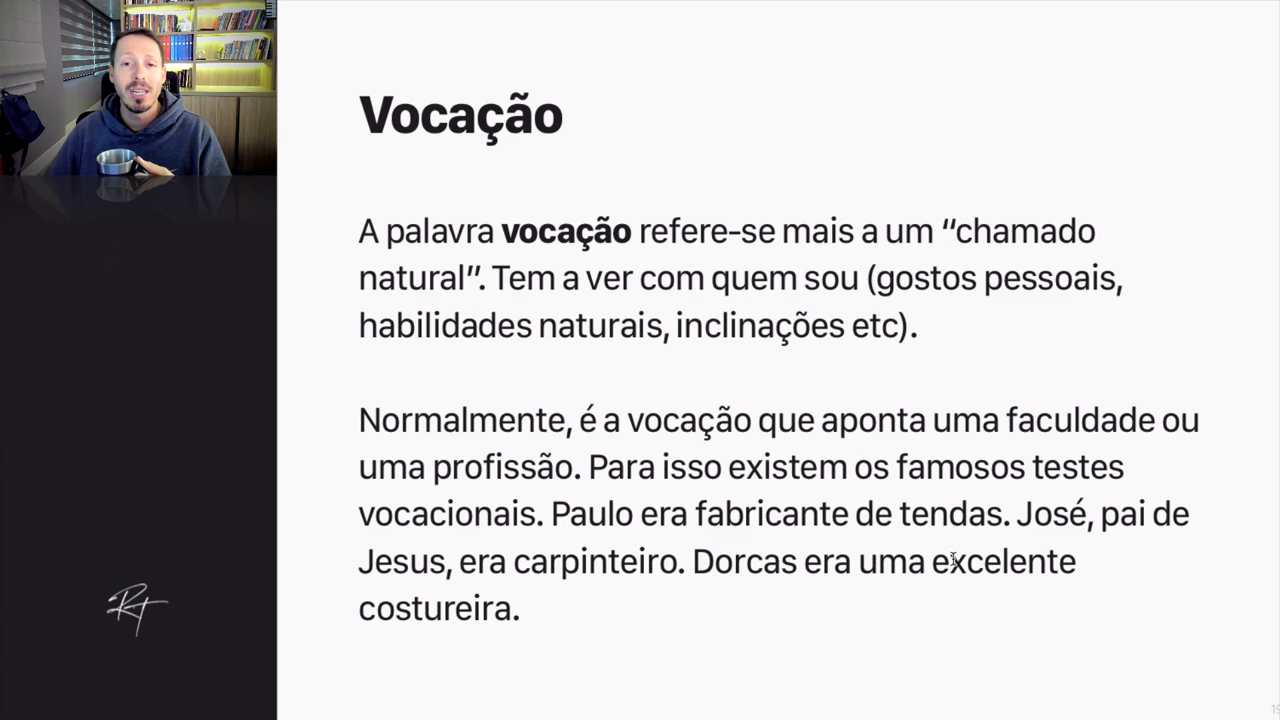 Vocação
A palavra vocação refere-se mais a um “chamado
natural”. Tem a ver com quem sou (gostos pessoais,
habilidades naturais, inclinações etc).
Normalmente, é a vocação que aponta uma faculdade ou
uma profissão. Para isso existem os famosos testes
vocacionais. Paulo era fabricante de tendas. José, pai de
Jesus, era carpinteiro. Dorcas era uma excelente
costureira.
RT